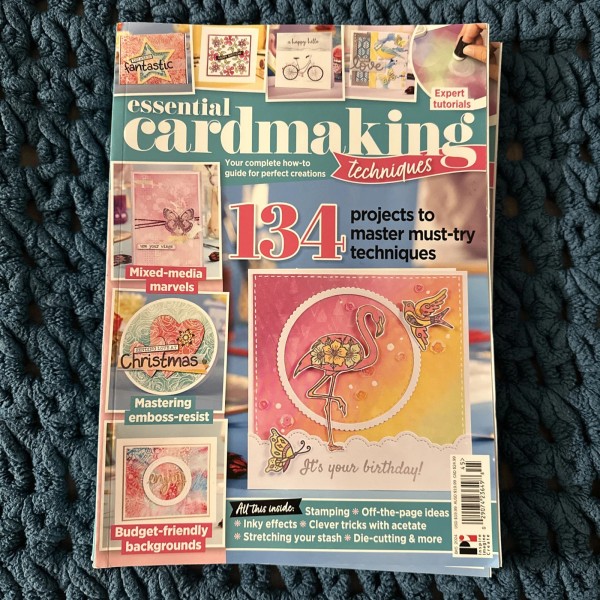 fantastic
a happy hello
Expert
tutorials
essential
cardmaking
techniques
Your complete how-to
guide for perfect creations
134
projects to
master must-try
techniques
Mixed-media
marvels
Christmas
Mastering
emboss-resist
It's your birthday!
Budget-friendly
backgrounds
All this inside:
Stamping * Off-the-page ideas
* Inky effects * Clever tricks with acetate
* Stretching your stash * Die-cutting & more